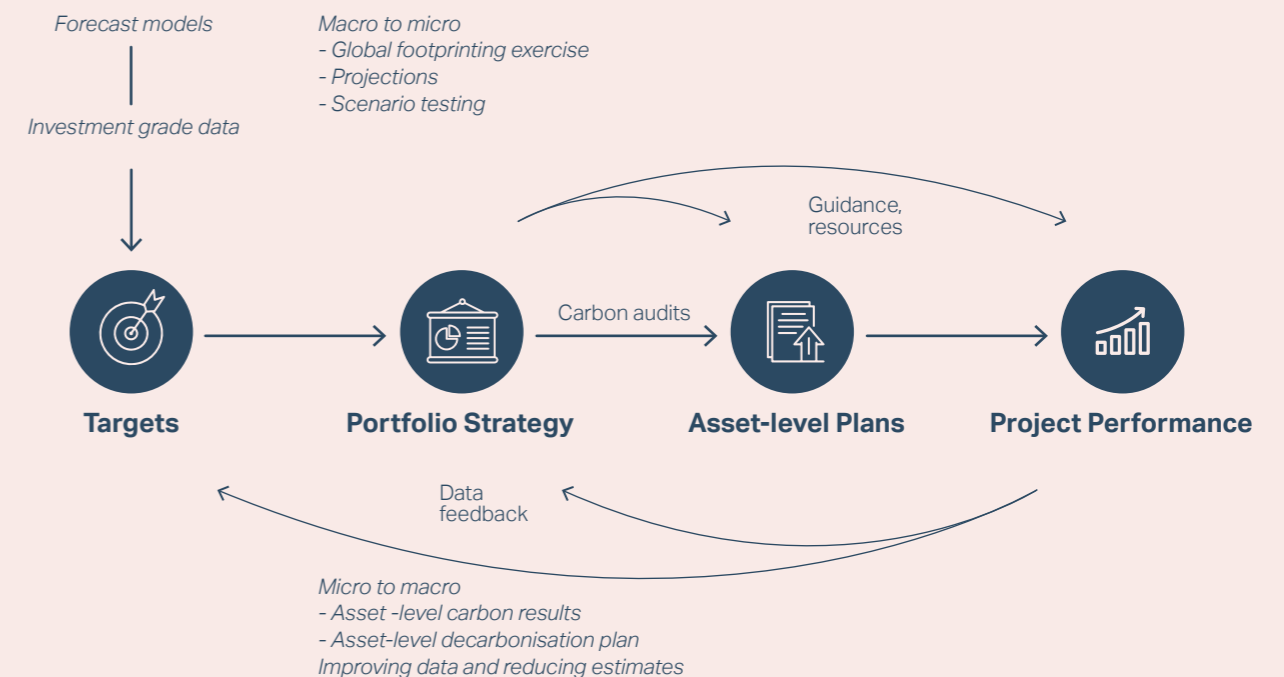 Forecast models
Investment grade data
Macro to micro
- Global footprinting exercise
- Projections
- Scenario testing
Guidance,
resources
Carbon audits
Targets
Portfolio Strategy
Asset-level Plans
Project Performance
Data
feedback
Micro to macro
- Asset -level carbon results
- Asset-level decarbonisation plan
Improving data and reducing estimates